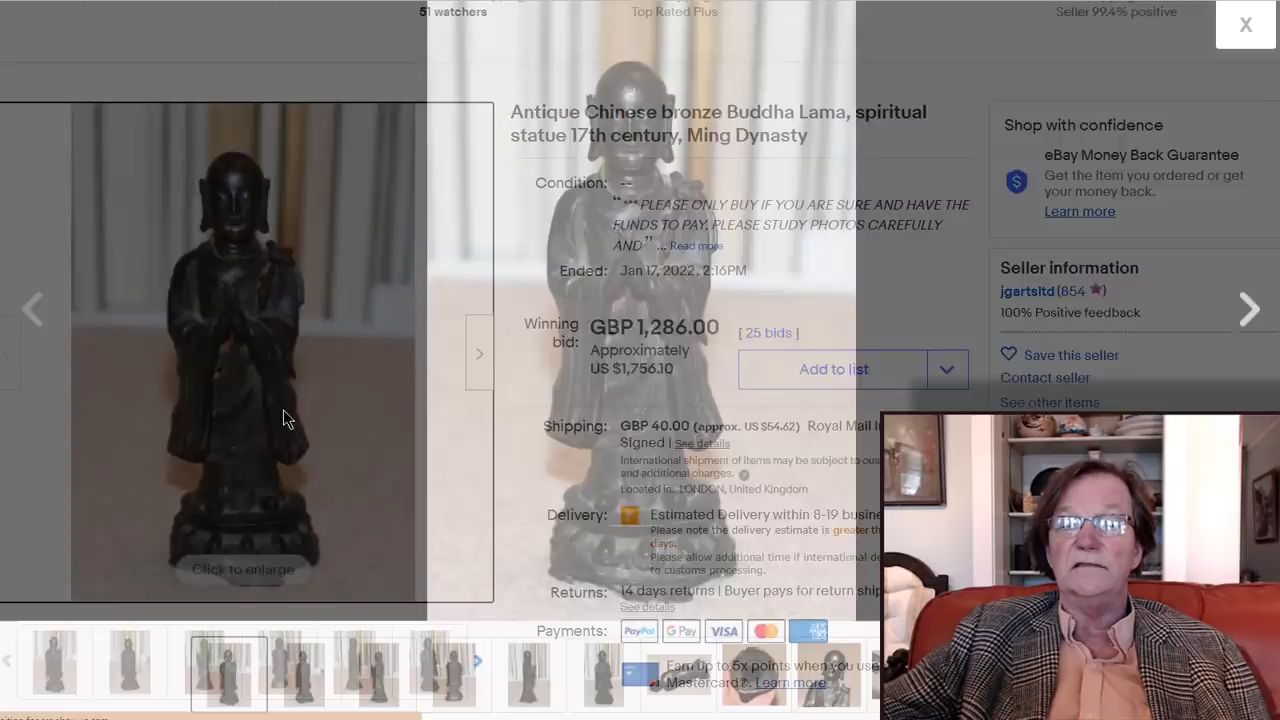 51 watchers
Top Rated Plus
Seller 99.4% positive
X
Antique Chinese bronze Buddha Lama, spiritual
statue 17th century, Ming Dynasty
Condition: --
“*** PLEASE ONLY BUY IF YOU ARE SURE AND HAVE THE
FUNDS TO PAY, PLEASE STUDY PHOTOS CAREFULLY
AND” ... Read more
Ended: Jan 17, 2022, 2:16PM
Winning
bid:
GBP 1,286.00
[ 25 bids ]
Approximately
US $1,756.10
Add to list
Shipping: GBP 40.00 (approx. US $54.62) Royal Mail
Signed | See details
International shipment of items may be subject to
and additional charges.
Located in: LONDON, United Kingdom
Delivery: Estimated Delivery within 8-19
Please note the delivery estimate is greater
days.
Please allow additional time if international
to customs processing.
Returns: 14 days returns | Buyer pays for return
See details
Payments: PayPal G Pay VISA
Earn up to 5x points when you use
Mastercard®. Learn more
Click to enlarge
Shop with confidence
eBay Money Back Guarantee
Get the item you ordered or get
your money back.
Learn more
Seller information
jgartsltd (854)
100% Positive feedback
Save this seller
Contact seller
See other items